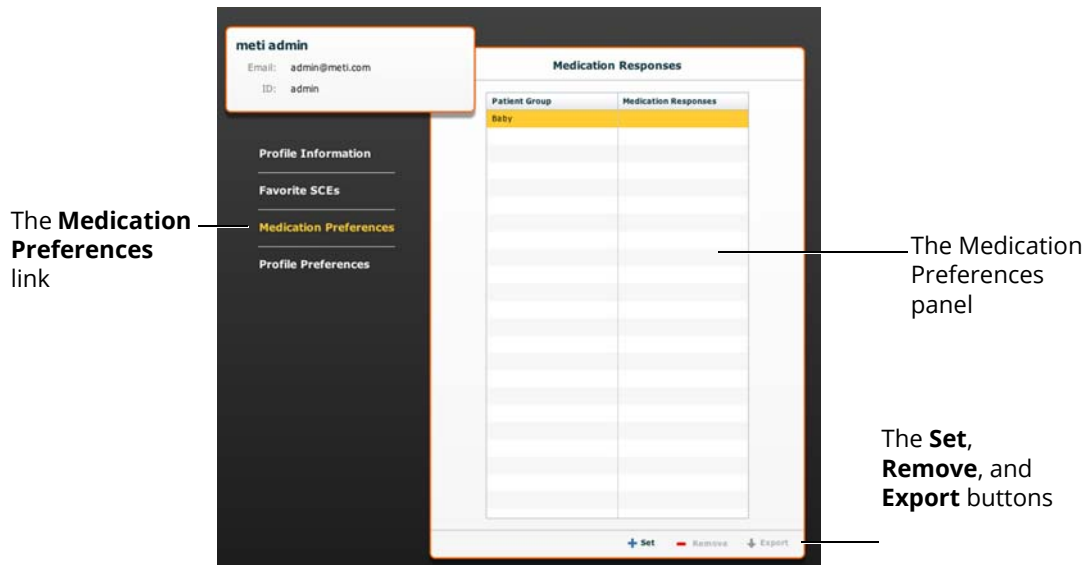 meti admin
Email: admin@meti.com
ID: admin
Medication Responses
Patient Group Medication Responses
Baby
Profile Information
Favorite SCEs
Medication Preferences
Profile Preferences
The Medication
Preferences
link
The Medication
Preferences
panel
The Set,
Remove, and
Export buttons
Set Remove Export